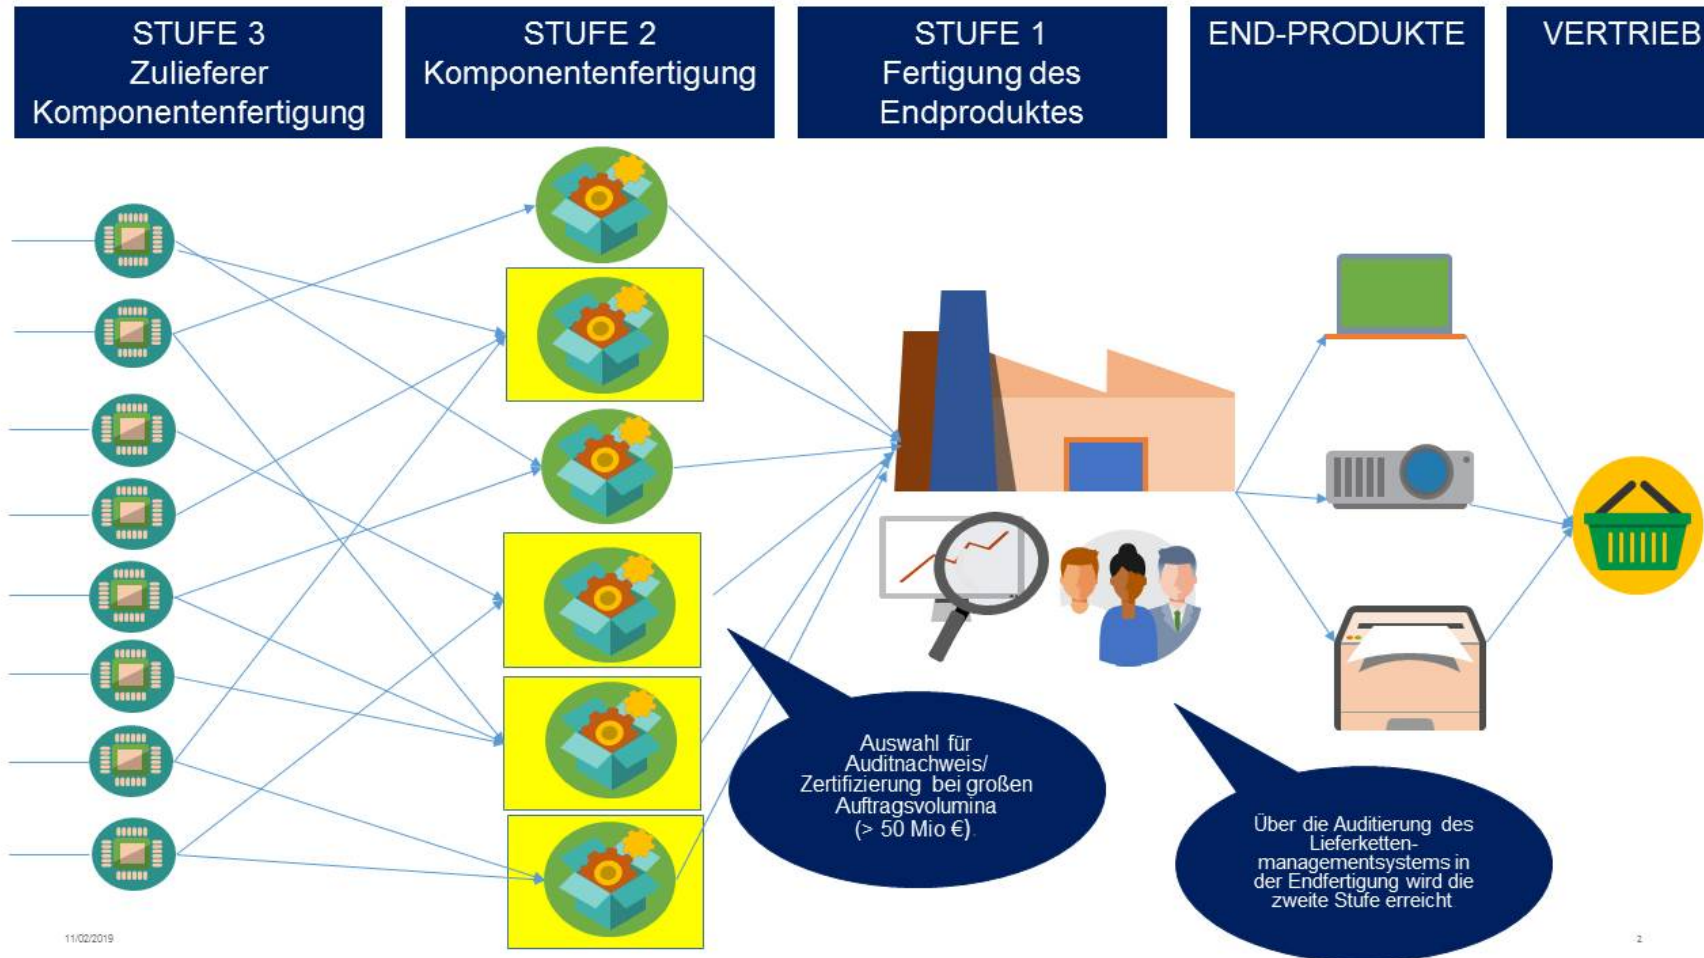 STUFE 3
Zulieferer
Komponentenfertigung
STUFE 2
Komponentenfertigung
STUFE 1
Fertigung des
Endproduktes
END-PRODUKTE
VERTRIEB
Auswahl für
Auditnachweis/
Zertifizierung bei großen
Auftragsvolumina
(> 50 Mio €).
Über die Auditierung des
Lieferketten-
managementsystems in
der Endfertigung wird die
zweite Stufe erreicht
11/02/2019
2